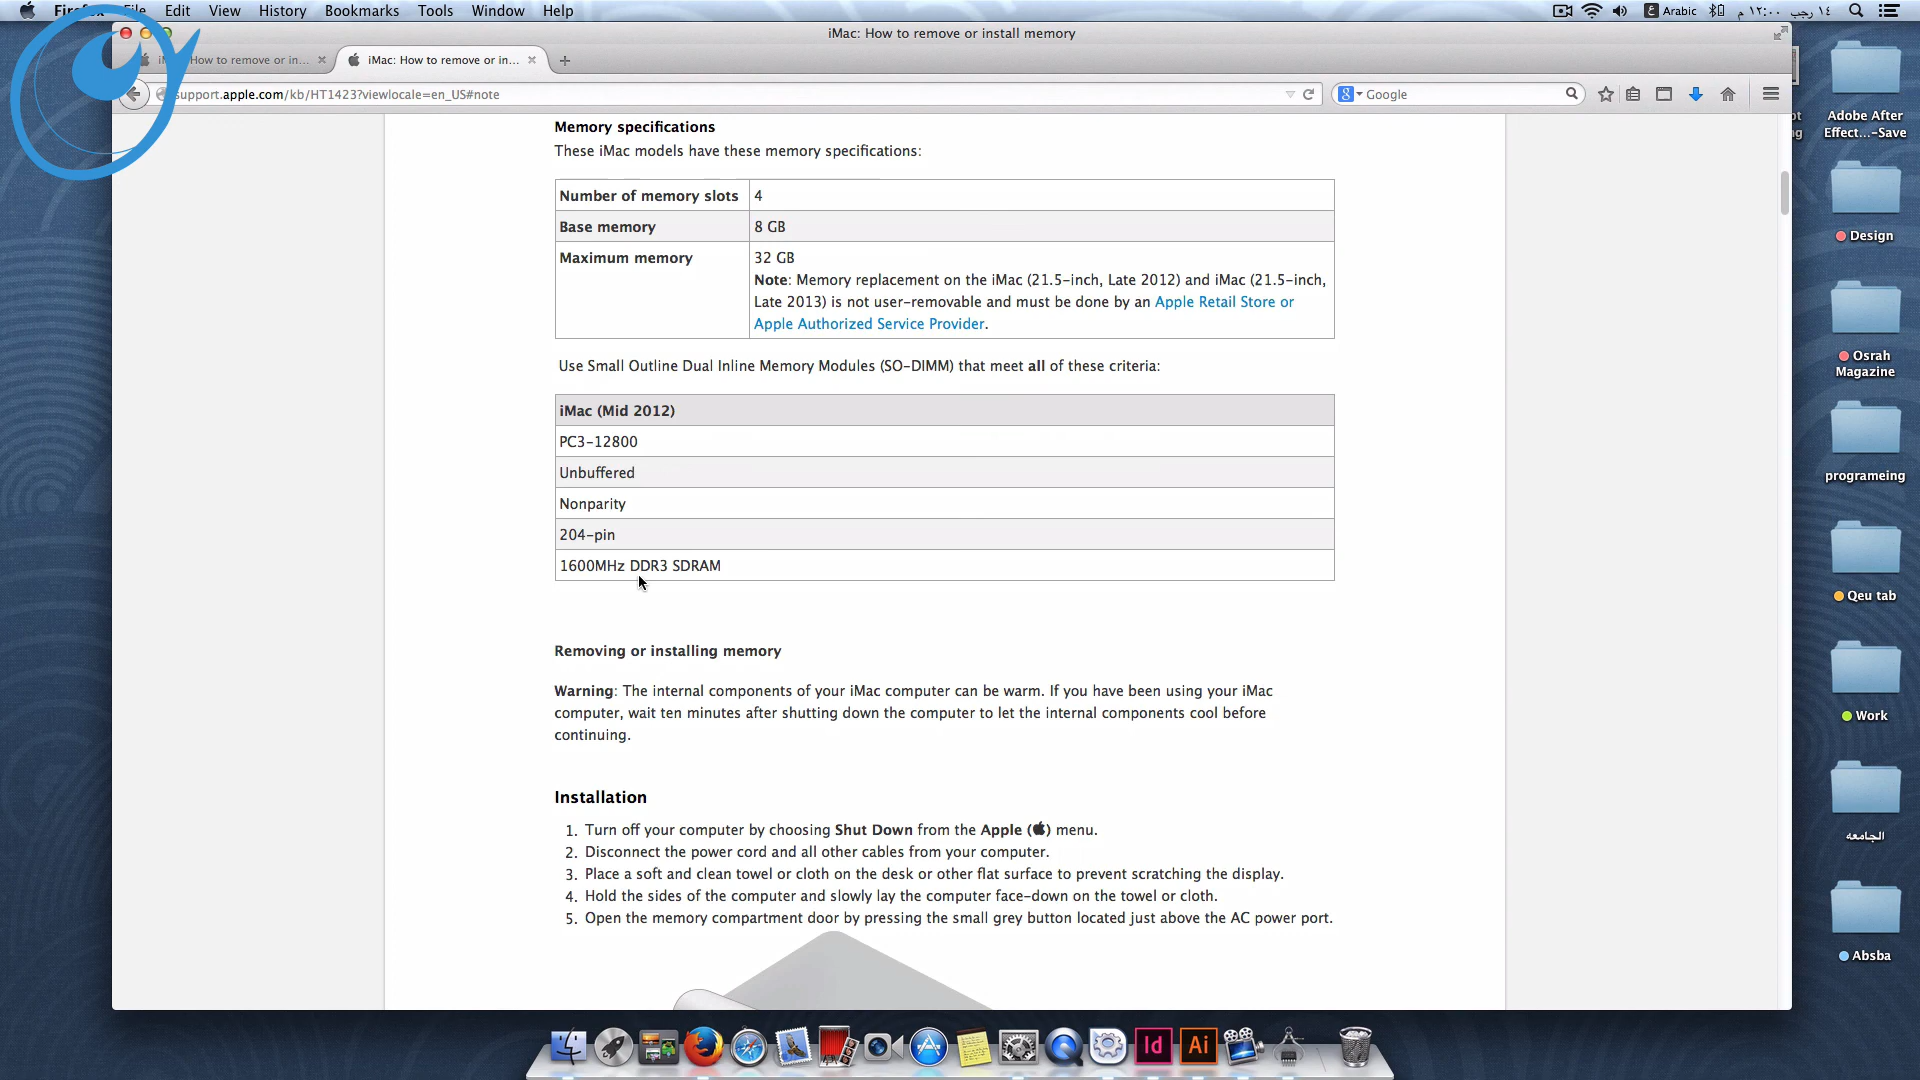 Firefox File Edit View History Bookmarks Tools Window Help
Arabic ١٤ رجب ١٢:٠٠ م
iMac: How to remove or install memory
How to remove or in...
iMac: How to remove or in...
support.apple.com/kb/HT1423?viewlocale=en_US#note
Google
Memory specifications
These iMac models have these memory specifications:
Number of memory slots 4
Base memory 8 GB
Maximum memory 32 GB
Note: Memory replacement on the iMac (21.5-inch, Late 2012) and iMac (21.5-inch,
Late 2013) is not user-removable and must be done by an Apple Retail Store or
Apple Authorized Service Provider.
Use Small Outline Dual Inline Memory Modules (SO-DIMM) that meet all of these criteria:
iMac (Mid 2012)
PC3-12800
Unbuffered
Nonparity
204-pin
1600MHz DDR3 SDRAM
Removing or installing memory
Warning: The internal components of your iMac computer can be warm. If you have been using your iMac
computer, wait ten minutes after shutting down the computer to let the internal components cool before
continuing.
Installation
1. Turn off your computer by choosing Shut Down from the Apple () menu.
2. Disconnect the power cord and all other cables from your computer.
3. Place a soft and clean towel or cloth on the desk or other flat surface to prevent scratching the display.
4. Hold the sides of the computer and slowly lay the computer face-down on the towel or cloth.
5. Open the memory compartment door by pressing the small grey button located just above the AC power port.
Adobe After
Effect...-Save
Design
Osrah
Magazine
programeing
Qeu tab
Work
الجامعه
Absba
Id
Ai